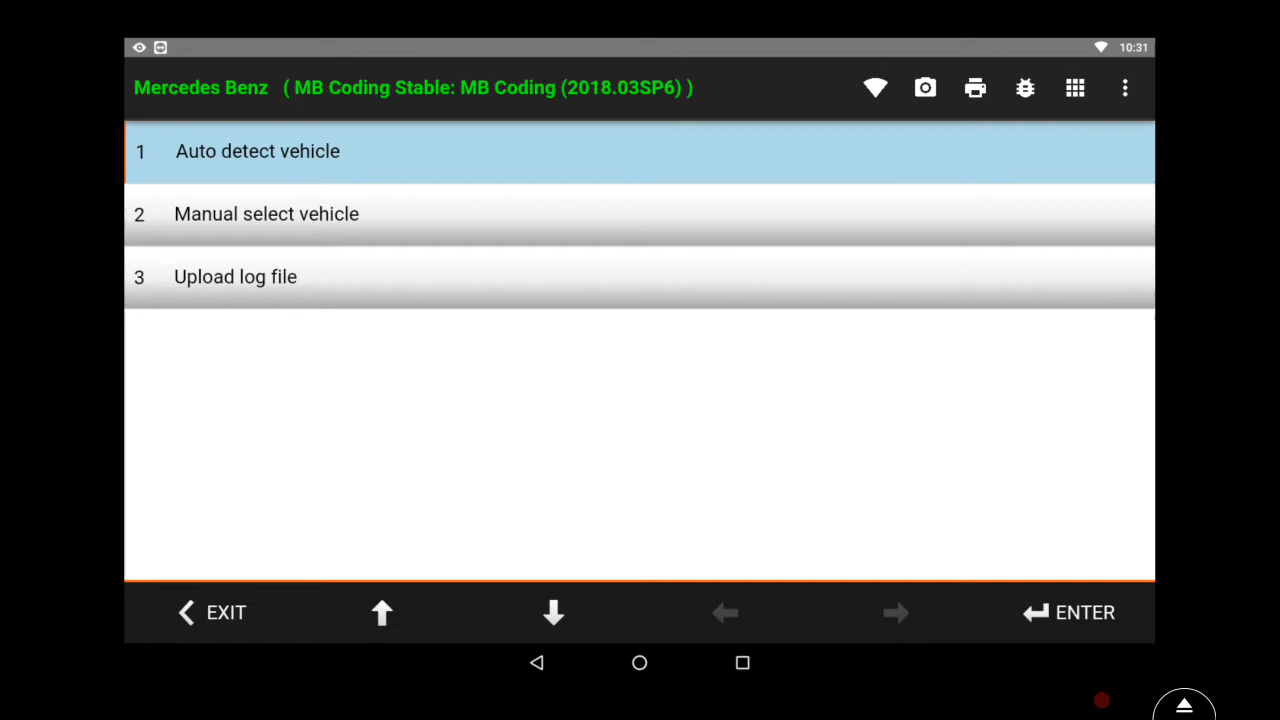 10:31
Mercedes Benz ( MB Coding Stable: MB Coding (2018.03SP6) )
1 Auto detect vehicle
2 Manual select vehicle
3 Upload log file
EXIT ENTER